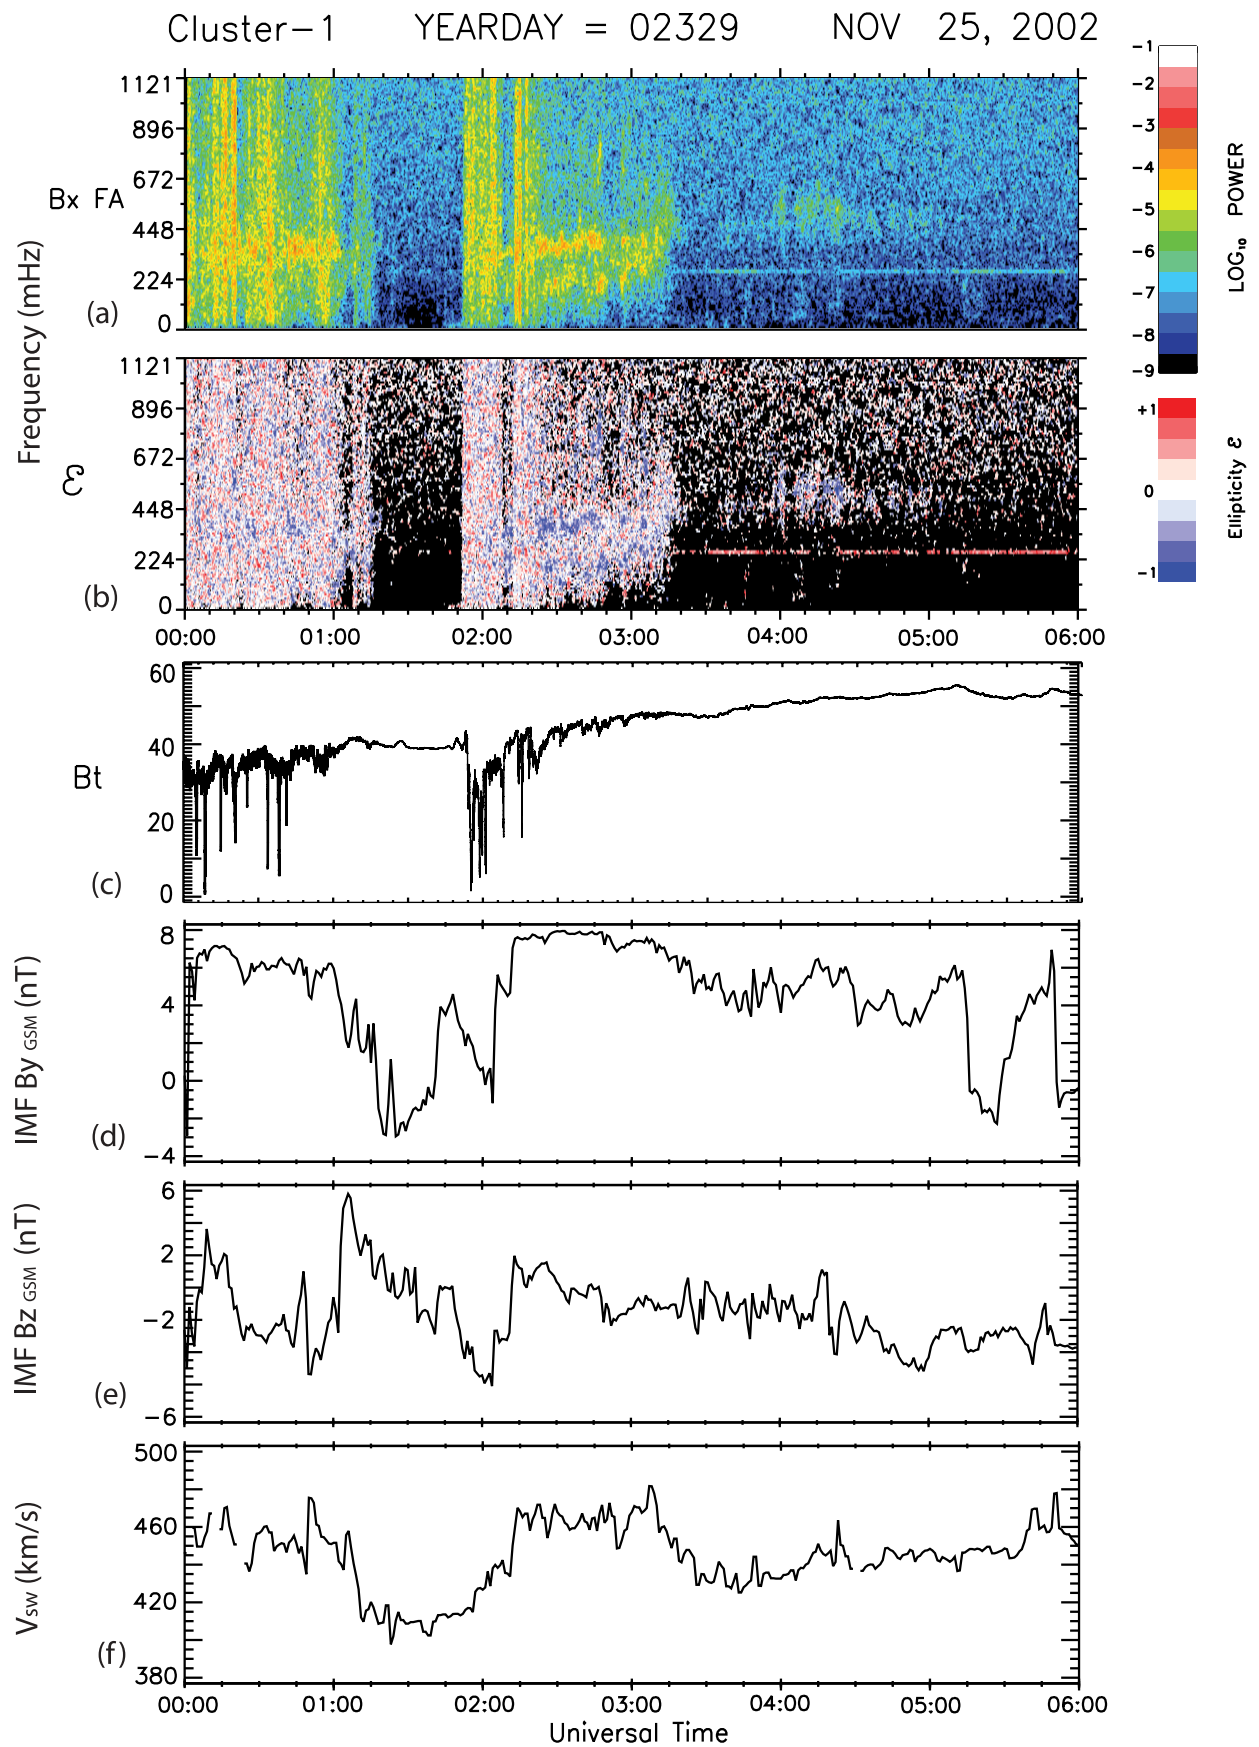 Cluster-1 YEARDAY = 02329 NOV 25, 2002
Frequency (mHz)
Bx FA
(a)
1121
896
672
448
224
0
-1
-2
-3
-4
-5
-6
-7
-8
-9
LOG₁₀ POWER
ε
(b)
1121
896
672
448
224
0
+1
0
-1
Ellipticity ε
00:00 01:00 02:00 03:00 04:00 05:00 06:00
Bt
(c)
60
40
20
0
IMF By GSM (nT)
(d)
8
4
0
-4
IMF Bz GSM (nT)
(e)
6
2
-2
-6
Vsw (km/s)
(f)
500
460
420
380
00:00 01:00 02:00 03:00 04:00 05:00 06:00
Universal Time